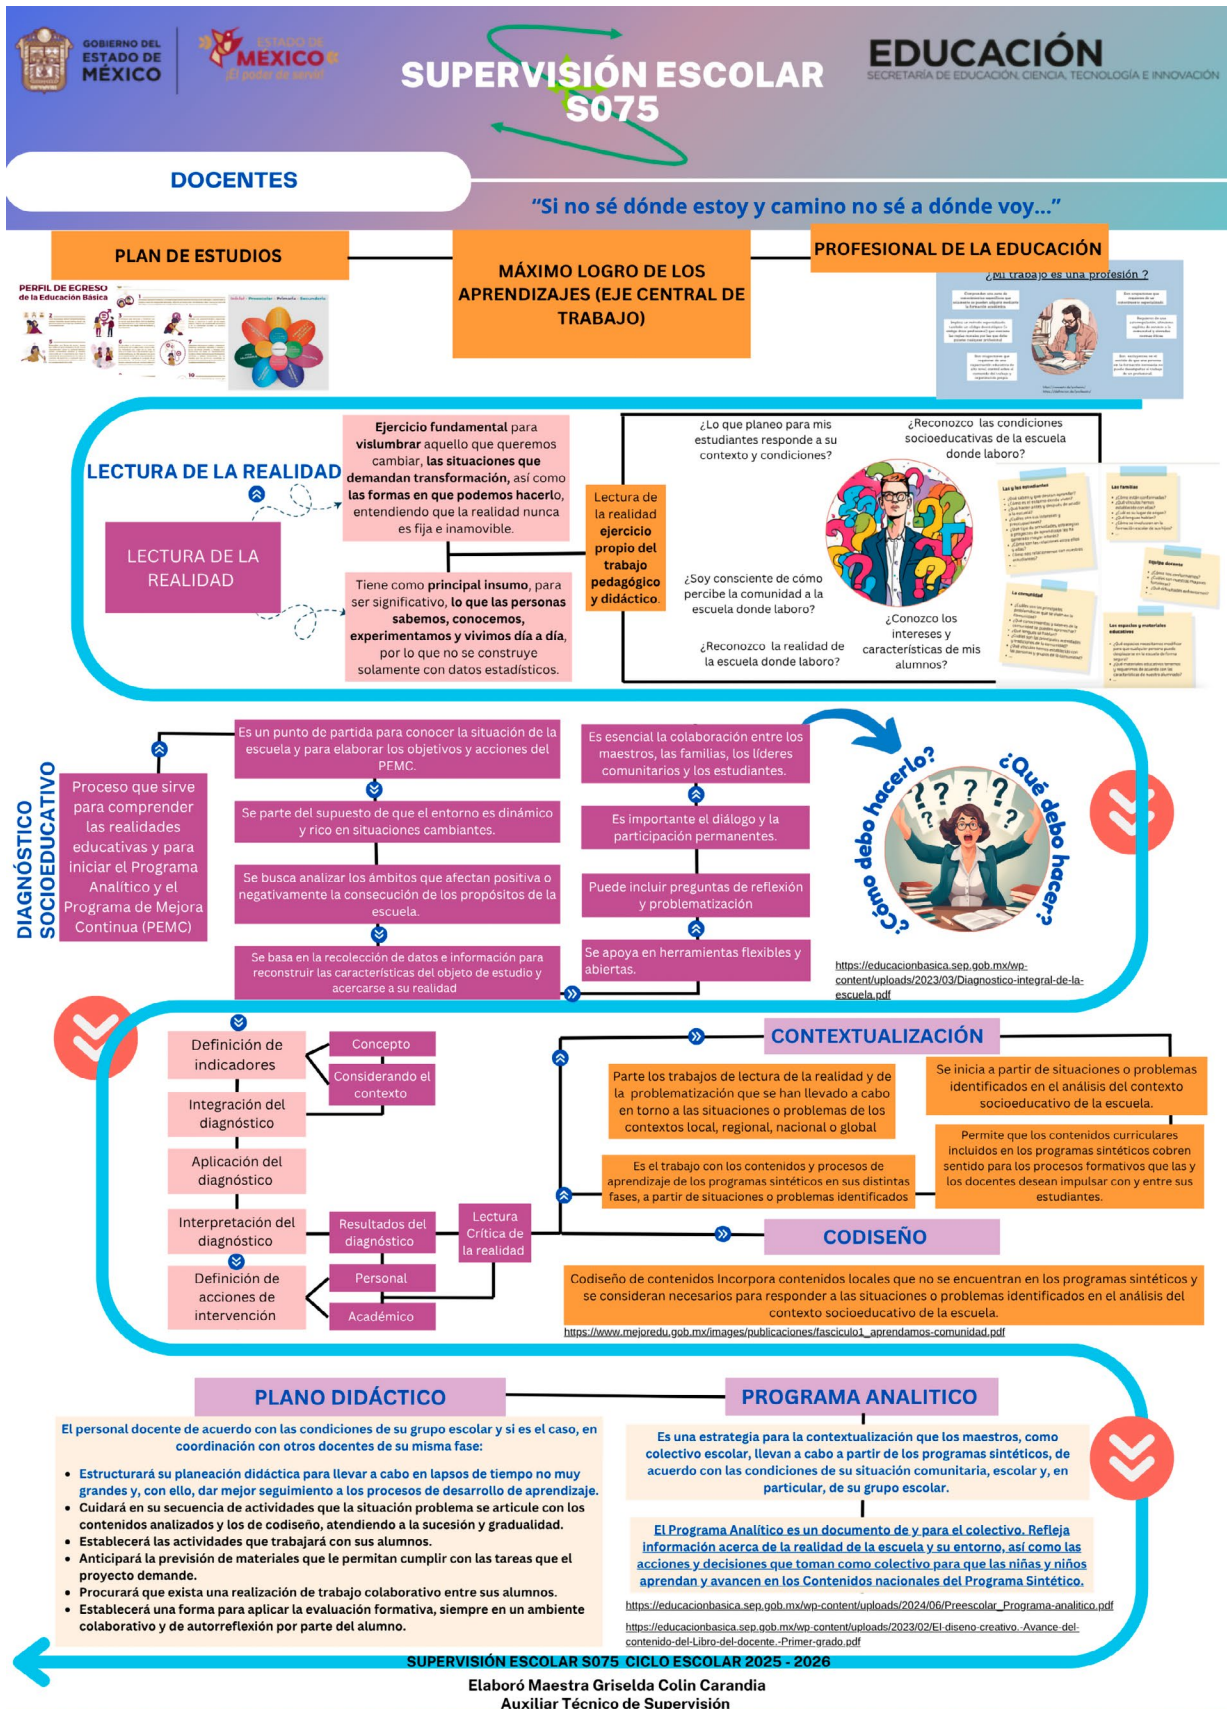 GOBIERNO DEL
ESTADO DE
MÉXICO
ESTADO DE
MÉXICO
¡El poder de servir!
SUPERVISIÓN ESCOLAR
S075
EDUCACIÓN
SECRETARÍA DE EDUCACIÓN, CIENCIA, TECNOLOGÍA E INNOVACIÓN
DOCENTES
“Si no sé dónde estoy y camino no sé a dónde voy...”
PLAN DE ESTUDIOS
MÁXIMO LOGRO DE LOS
APRENDIZAJES (EJE CENTRAL DE
TRABAJO)
PROFESIONAL DE LA EDUCACIÓN
PERFIL DE EGRESO
de la Educación Básica
1
2
3
4
5
6
7
10
Inicial · Preescolar · Primaria · Secundaria
¿Mi trabajo es una profesión ?
LECTURA DE LA REALIDAD
LECTURA DE LA
REALIDAD
Ejercicio fundamental para
vislumbrar aquello que queremos
cambiar, las situaciones que
demandan transformación, así como
las formas en que podemos hacerlo,
entendiendo que la realidad nunca
es fija e inamovible.
Tiene como principal insumo, para
ser significativo, lo que las personas
sabemos, conocemos,
experimentamos y vivimos día a día,
por lo que no se construye
solamente con datos estadísticos.
Lectura de
la realidad
ejercicio
propio del
trabajo
pedagógico
y didáctico.
¿Lo que planeo para mis
estudiantes responde a su
contexto y condiciones?
¿Reconozco las condiciones
socioeducativas de la escuela
donde laboro?
¿Soy consciente de cómo
percibe la comunidad a la
escuela donde laboro?
¿Reconozco la realidad de
la escuela donde laboro?
¿Conozco los
intereses y
características de mis
alumnos?
Las y los estudiantes
Las familias
Equipo docente
La comunidad
Los espacios y materiales
educativos
DIAGNÓSTICO
SOCIOEDUCATIVO
Proceso que sirve
para comprender
las realidades
educativas y para
iniciar el Programa
Analítico y el
Programa de Mejora
Continua (PEMC)
Es un punto de partida para conocer la situación de la
escuela y para elaborar los objetivos y acciones del
PEMC.
Se parte del supuesto de que el entorno es dinámico
y rico en situaciones cambiantes.
Se busca analizar los ámbitos que afectan positiva o
negativamente la consecución de los propósitos de la
escuela.
Se basa en la recolección de datos e información para
reconstruir las características del objeto de estudio y
acercarse a su realidad
Es esencial la colaboración entre los
maestros, las familias, los líderes
comunitarios y los estudiantes.
Es importante el diálogo y la
participación permanentes.
Puede incluir preguntas de reflexión
y problematización
Se apoya en herramientas flexibles y
abiertas.
¿Cómo debo hacerlo?
¿Qué debo hacer?
https://educacionbasica.sep.gob.mx/wp-
content/uploads/2023/03/Diagnostico-integral-de-la-
escuela.pdf
Definición de
indicadores
Concepto
Considerando el
contexto
Integración del
diagnóstico
Aplicación del
diagnóstico
Interpretación del
diagnóstico
Resultados del
diagnóstico
Lectura
Crítica de
la realidad
Definición de
acciones de
intervención
Personal
Académico
CONTEXTUALIZACIÓN
Parte los trabajos de lectura de la realidad y de
la problematización que se han llevado a cabo
en torno a las situaciones o problemas de los
contextos local, regional, nacional o global
Se inicia a partir de situaciones o problemas
identificados en el análisis del contexto
socioeducativo de la escuela.
Es el trabajo con los contenidos y procesos de
aprendizaje de los programas sintéticos en sus distintas
fases, a partir de situaciones o problemas identificados
Permite que los contenidos curriculares
incluidos en los programas sintéticos cobren
sentido para los procesos formativos que las y
los docentes desean impulsar con y entre sus
estudiantes.
CODISEÑO
Codiseño de contenidos Incorpora contenidos locales que no se encuentran en los programas sintéticos y
se consideran necesarios para responder a las situaciones o problemas identificados en el análisis del
contexto socioeducativo de la escuela.
https://www.mejoredu.gob.mx/images/publicaciones/fasciculo1_aprendamos-comunidad.pdf
PLANO DIDÁCTICO
El personal docente de acuerdo con las condiciones de su grupo escolar y si es el caso, en
coordinación con otros docentes de su misma fase:
• Estructurará su planeación didáctica para llevar a cabo en lapsos de tiempo no muy
grandes y, con ello, dar mejor seguimiento a los procesos de desarrollo de aprendizaje.
• Cuidará en su secuencia de actividades que la situación problema se articule con los
contenidos analizados y los de codiseño, atendiendo a la sucesión y gradualidad.
• Establecerá las actividades que trabajará con sus alumnos.
• Anticipará la previsión de materiales que le permitan cumplir con las tareas que el
proyecto demande.
• Procurará que exista una realización de trabajo colaborativo entre sus alumnos.
• Establecerá una forma para aplicar la evaluación formativa, siempre en un ambiente
colaborativo y de autorreflexión por parte del alumno.
PROGRAMA ANALITICO
Es una estrategia para la contextualización que los maestros, como
colectivo escolar, llevan a cabo a partir de los programas sintéticos, de
acuerdo con las condiciones de su situación comunitaria, escolar y, en
particular, de su grupo escolar.
El Programa Analítico es un documento de y para el colectivo. Refleja
información acerca de la realidad de la escuela y su entorno, así como las
acciones y decisiones que toman como colectivo para que las niñas y niños
aprendan y avancen en los Contenidos nacionales del Programa Sintético.
https://educacionbasica.sep.gob.mx/wp-content/uploads/2024/06/Preescolar_Programa-analitico.pdf
https://educacionbasica.sep.gob.mx/wp-content/uploads/2023/02/El-diseno-creativo.-Avance-del-
contenido-del-Libro-del-docente.-Primer-grado.pdf
SUPERVISIÓN ESCOLAR S075 CICLO ESCOLAR 2025 - 2026
Elaboró Maestra Griselda Colin Carandia
Auxiliar Técnico de Supervisión